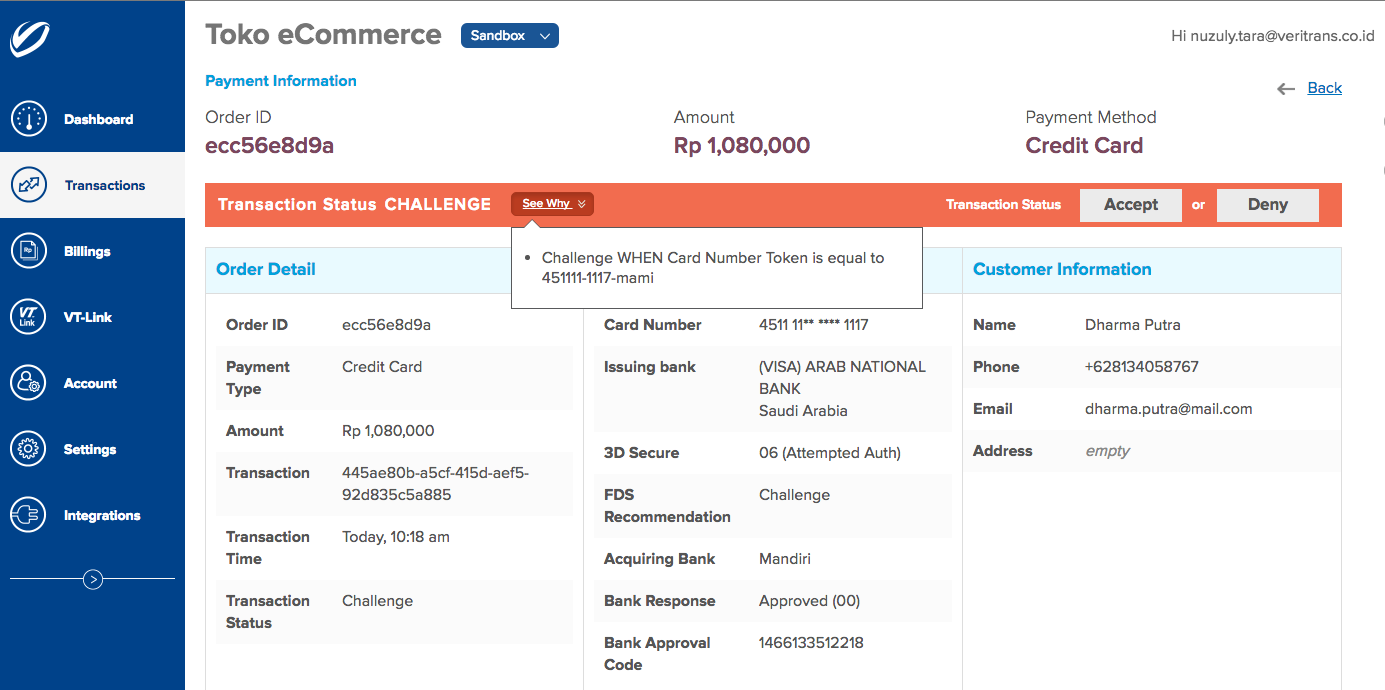 Toko eCommerce
Sandbox
Hi nuzuly.tara@veritrans.co.id
Payment Information
Back
Order ID
ecc56e8d9a
Amount
Rp 1,080,000
Payment Method
Credit Card
Dashboard
Transactions
Rp
Billings
VT
Link
VT-Link
Account
Settings
Integrations
Transaction Status CHALLENGE
See Why
Transaction Status
Accept
or
Deny
• Challenge WHEN Card Number Token is equal to
451111-1117-mami
Order Detail
Order ID ecc56e8d9a
Payment Credit Card
Type
Amount Rp 1,080,000
Transaction 445ae80b-a5cf-415d-aef5-
92d835c5a885
Transaction Today, 10:18 am
Time
Transaction Challenge
Status
Card Number 4511 11** **** 1117
Issuing bank (VISA) ARAB NATIONAL
BANK
Saudi Arabia
3D Secure 06 (Attempted Auth)
FDS Challenge
Recommendation
Acquiring Bank Mandiri
Bank Response Approved (00)
Bank Approval 1466133512218
Code
Customer Information
Name Dharma Putra
Phone +628134058767
Email dharma.putra@mail.com
Address empty